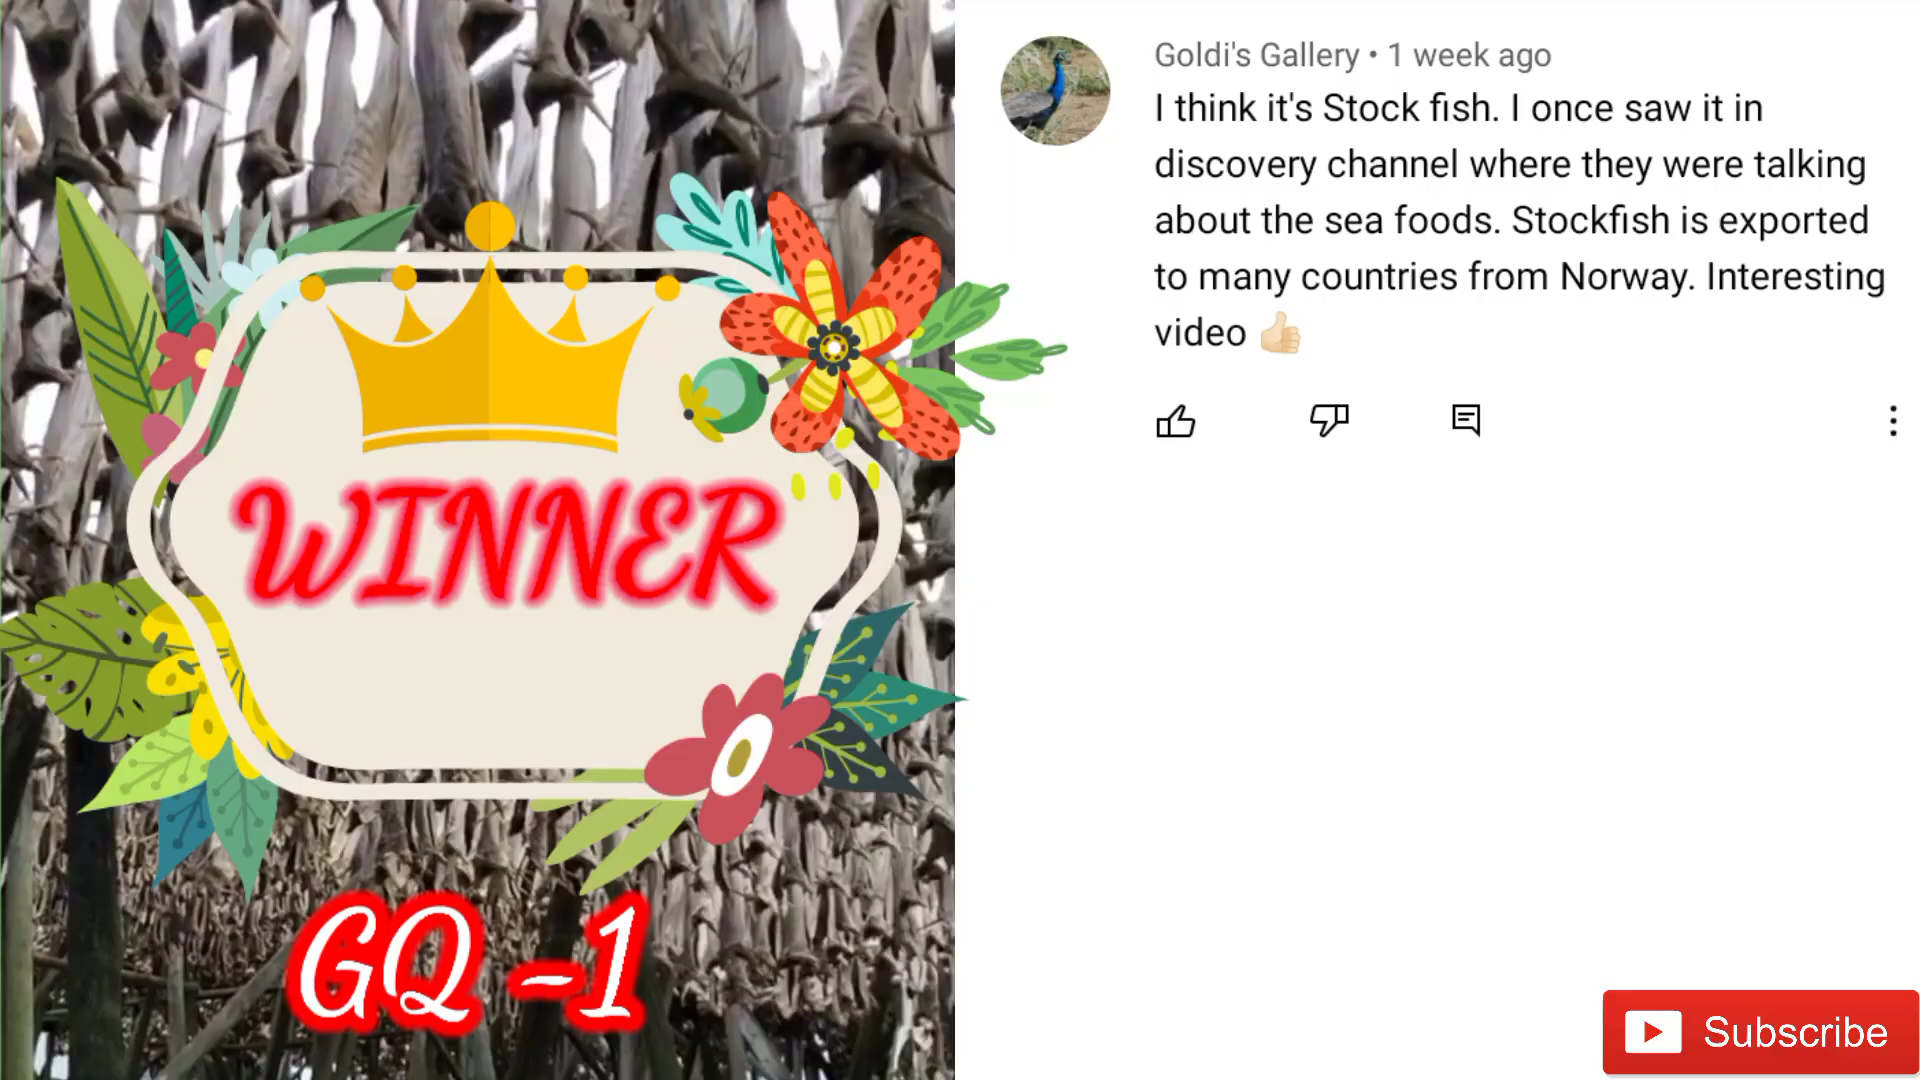 WINNER
GQ -1
Goldi's Gallery • 1 week ago
I think it's Stock fish. I once saw it in
discovery channel where they were talking
about the sea foods. Stockfish is exported
to many countries from Norway. Interesting
video 👍🏻
Subscribe